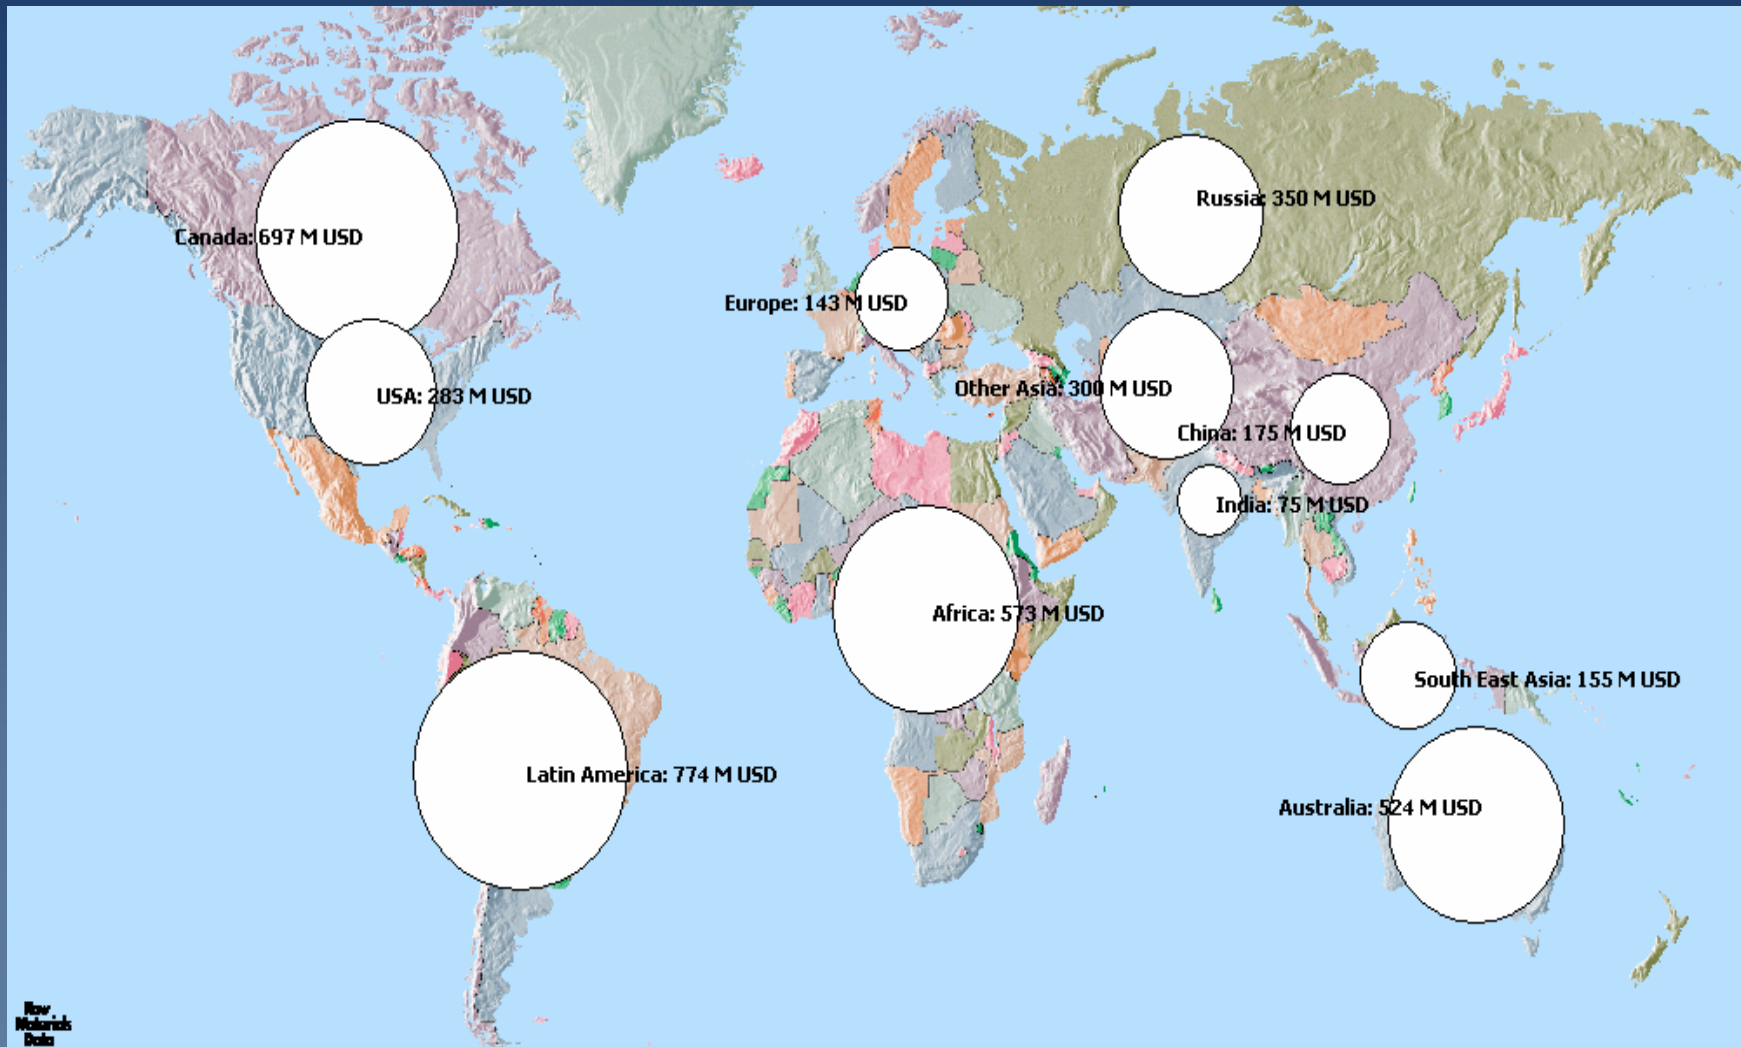 Russia: 350 M USD
Canada: 697 M USD
Europe: 143 M USD
Other Asia: 300 M USD
USA: 283 M USD
China: 175 M USD
India: 75 M USD
Africa: 573 M USD
South East Asia: 155 M USD
Latin America: 774 M USD
Australia: 524 M USD
Raw
Materials
Data